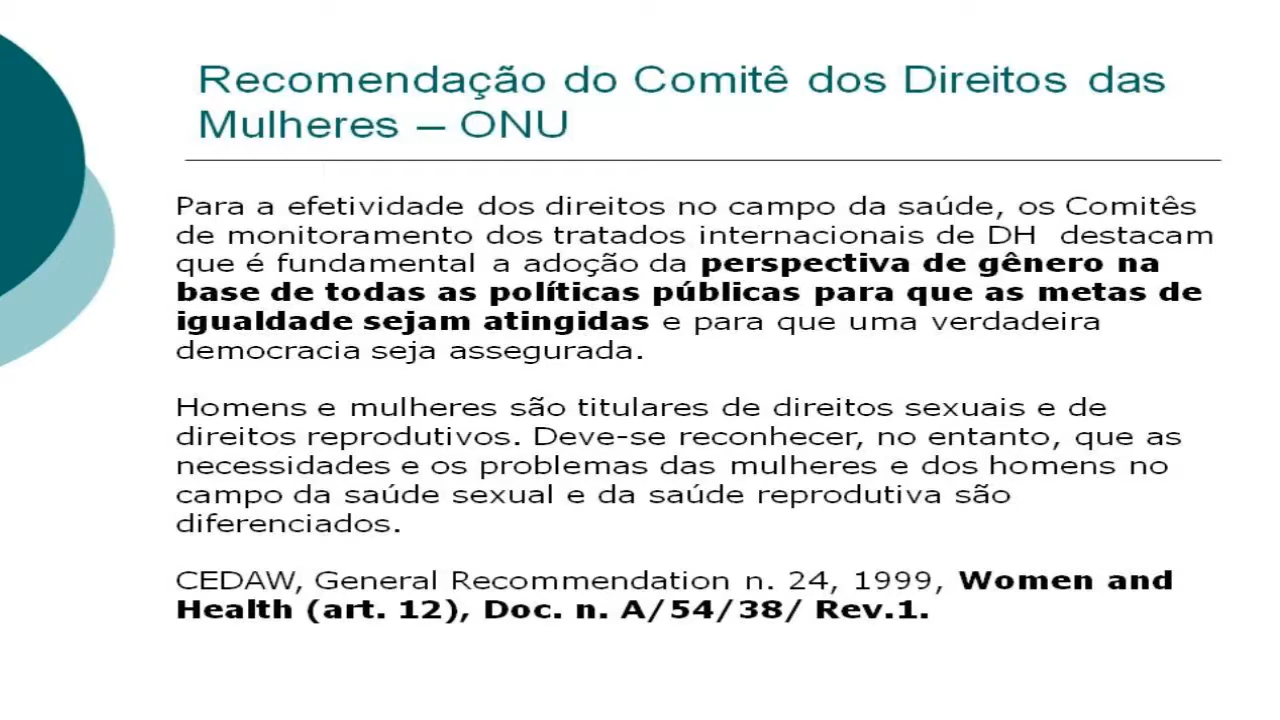 Recomendação do Comitê dos Direitos das
Mulheres – ONU
Para a efetividade dos direitos no campo da saúde, os Comitês
de monitoramento dos tratados internacionais de DH destacam
que é fundamental a adoção da perspectiva de gênero na
base de todas as políticas públicas para que as metas de
igualdade sejam atingidas e para que uma verdadeira
democracia seja assegurada.
Homens e mulheres são titulares de direitos sexuais e de
direitos reprodutivos. Deve-se reconhecer, no entanto, que as
necessidades e os problemas das mulheres e dos homens no
campo da saúde sexual e da saúde reprodutiva são
diferenciados.
CEDAW, General Recommendation n. 24, 1999, Women and
Health (art. 12), Doc. n. A/54/38/ Rev.1.